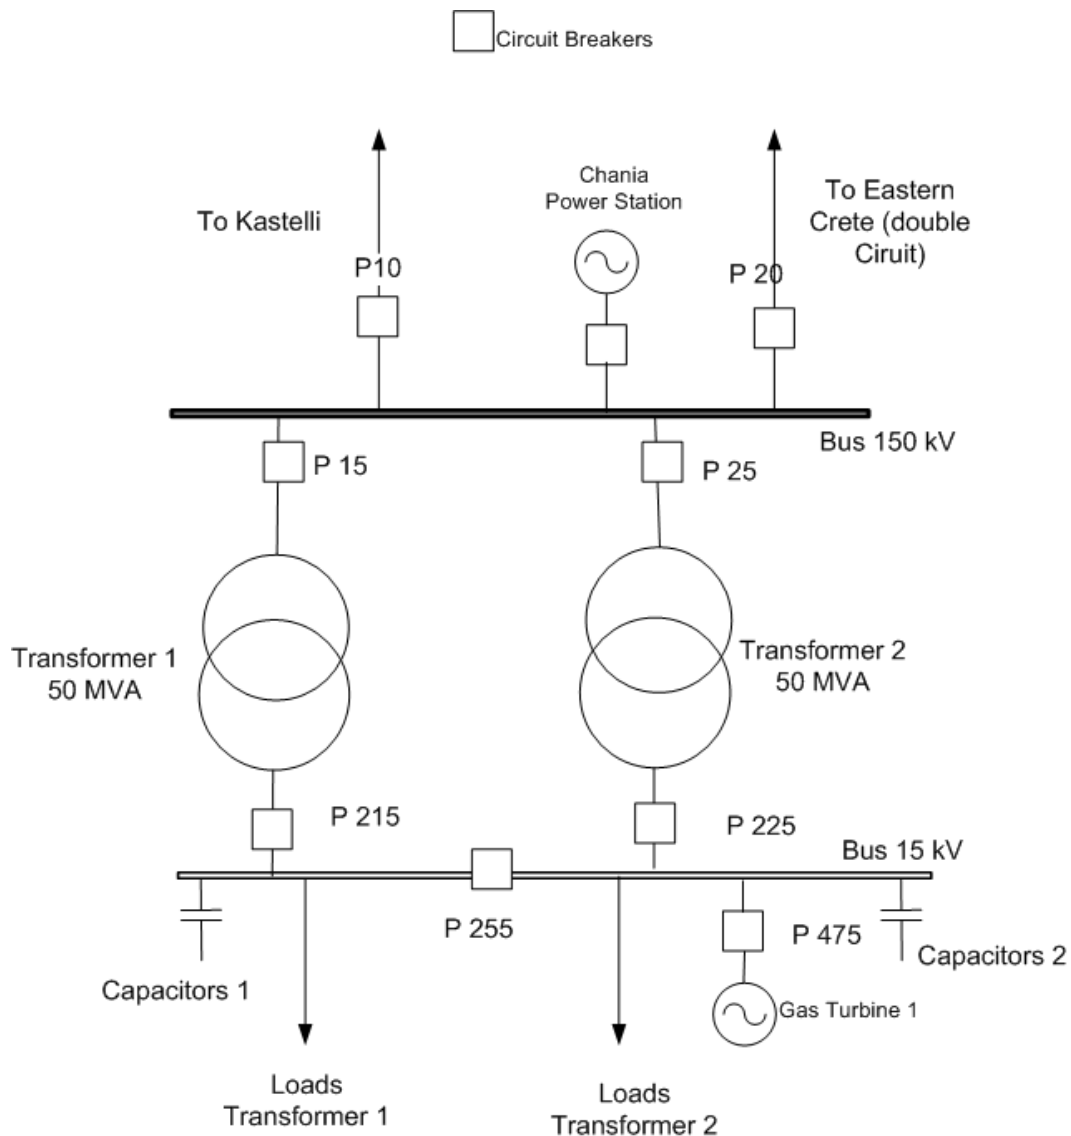 Circuit Breakers
To Kastelli
P10
Chania
Power Station
P 20
To Eastern
Crete (double
Ciruit)
Bus 150 kV
P 15
P 25
Transformer 1
50 MVA
Transformer 2
50 MVA
P 215
P 225
Bus 15 kV
P 255
P 475
Capacitors 1
Capacitors 2
Gas Turbine 1
Loads
Transformer 1
Loads
Transformer 2